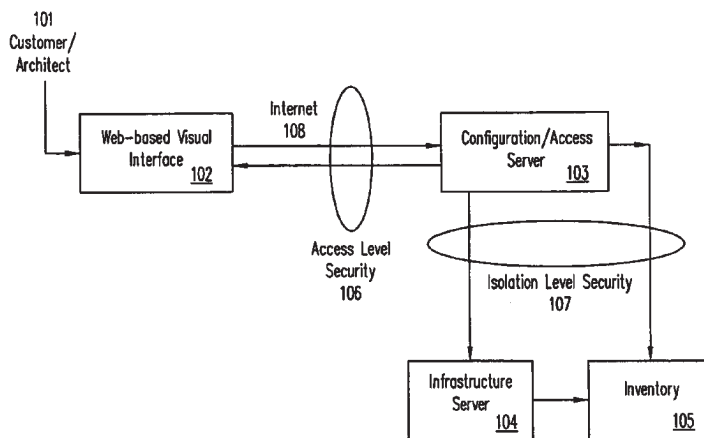 101
Customer/
Architect
Internet
108
Web-based Visual
Interface
102
Configuration/Access
Server
103
Access Level
Security
106
Isolation Level Security
107
Infrastructure
Server
104
Inventory
105